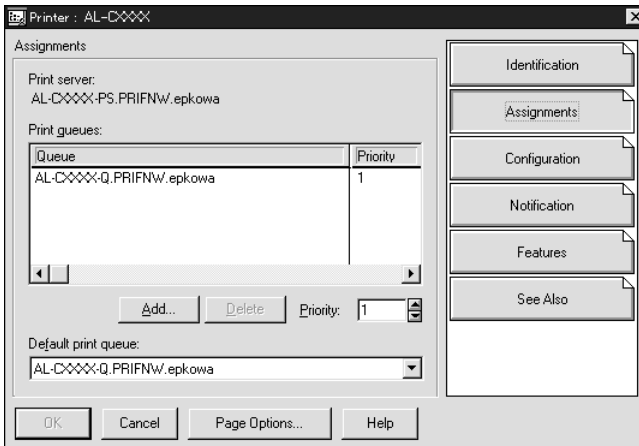 Printer : AL-CXXXX
Assignments
Print server:
AL-CXXXX-PS.PRIFNW.epkowa
Print queues:
Queue Priority
AL-CXXXX-Q.PRIFNW.epkowa 1
Add... Delete Priority: 1
Default print queue:
AL-CXXXX-Q.PRIFNW.epkowa
OK Cancel Page Options... Help
Identification
Assignments
Configuration
Notification
Features
See Also